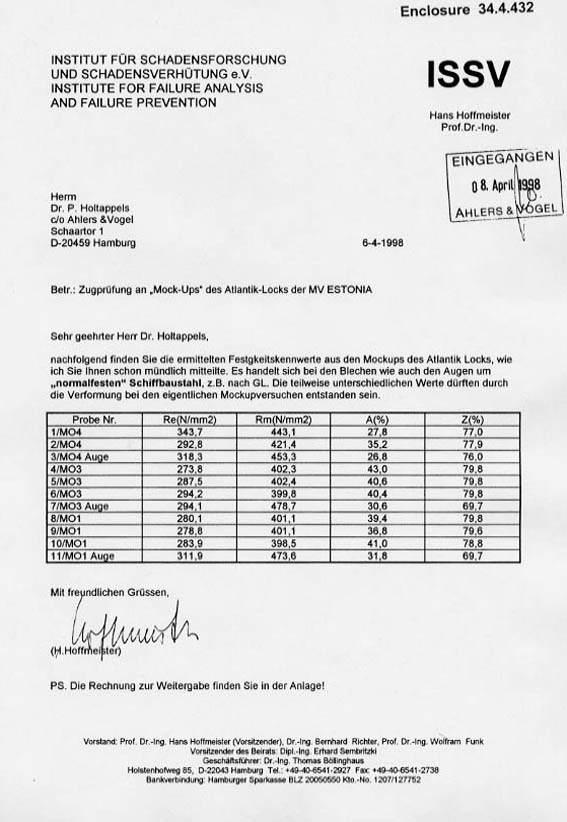 Enclosure 34.4.432
INSTITUT FÜR SCHADENSFORSCHUNG
UND SCHADENSVERHÜTUNG e.V.
INSTITUTE FOR FAILURE ANALYSIS
AND FAILURE PREVENTION
ISSV
Hans Hoffmeister
Prof.Dr.-Ing.
EINGEGANGEN
08. April 1998
AHLERS & VOGEL
Herrn
Dr. P. Holtappels
c/o Ahlers &Vogel
Schaartor 1
D-20459 Hamburg
6-4-1998
Betr.: Zugprüfung an „Mock-Ups" des Atlantik-Locks der MV ESTONIA
Sehr geehrter Herr Dr. Holtappels,
nachfolgend finden Sie die ermittelten Festgkeitskennwerte aus den Mockups des Atlantik Locks, wie
ich Sie Ihnen schon mündlich mitteilte. Es handelt sich bei den Blechen wie auch den Augen um
„normalfesten" Schiffbaustahl, z.B. nach GL. Die teilweise unterschiedlichen Werte dürften durch
die Verformung bei den eigentlichen Mockupversuchen entstanden sein.
Probe Nr. Re(N/mm2) Rm(N/mm2) A(%) Z(%)
1/MO4 343,7 443,1 27,8 77,0
2/MO4 292,8 421,4 35,2 77,9
3/MO4 Auge 318,3 453,3 26,8 76,0
4/MO3 273,8 402,3 43,0 79,8
5/MO3 287,5 402,4 40,6 79,8
6/MO3 294,2 399,8 40,4 79,8
7/MO3 Auge 294,1 478,7 30,6 69,7
8/MO1 280,1 401,1 39,4 79,8
9/MO1 278,8 401,1 36,8 79,6
10/MO1 283,9 398,5 41,0 78,8
11/MO1 Auge 311,9 473,6 31,8 69,7
Mit freundlichen Grüssen,
(H.Hoffmeister)
PS. Die Rechnung zur Weitergabe finden Sie in der Anlage!
Vorstand: Prof. Dr.-Ing. Hans Hoffmeister (Vorsitzender), Dr.-Ing. Bernhard Richter, Prof. Dr.-Ing. Wolfram Funk
Vorsitzender des Beirats: Dipl.-Ing. Erhard Sembritzki
Geschäftsführer: Dr.-Ing. Thomas Böllinghaus
Holstenhofweg 85, D-22043 Hamburg Tel.: +49-40-6541-2927 Fax: +49-40-6541-2738
Bankverbindung: Hamburger Sparkasse BLZ 20050550 Kto.-No. 1207/127752